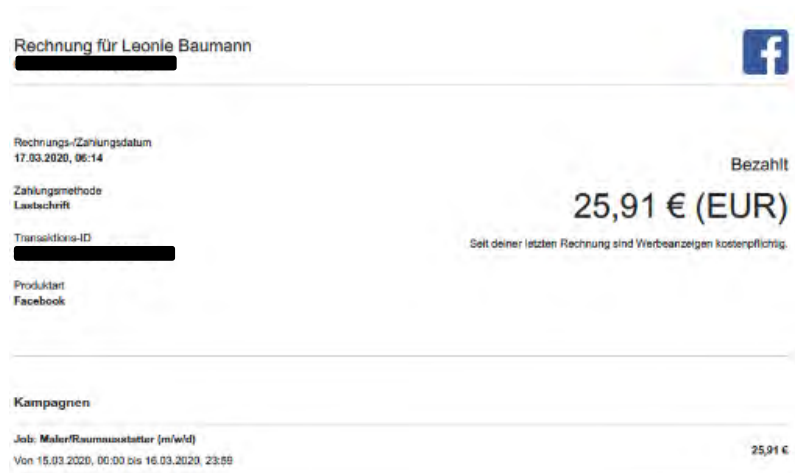 Rechnung für Leonie Baumann
Rechnungs-/Zahlungsdatum
17.03.2020, 06:14
Bezahlt
Zahlungsmethode
Lastschrift
25,91 € (EUR)
Transaktions-ID
Seit deiner letzten Rechnung sind Werbeanzeigen kostenpflichtig.
Produktart
Facebook
Kampagnen
Job: Maler/Raumausstatter (m/w/d)
25,91 €
Von 15.03.2020, 00:00 bis 16.03.2020, 23:59